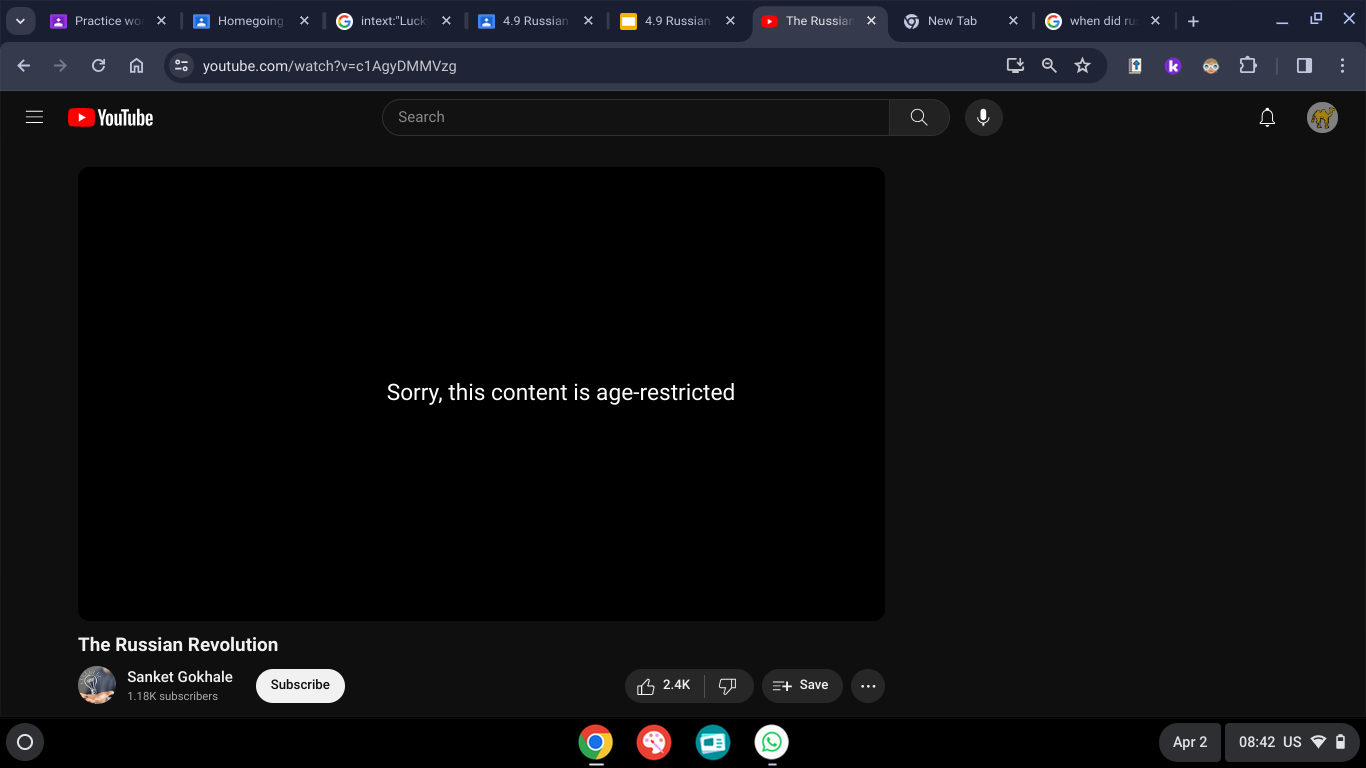 Practice wo
Homegoing
intext:"Luck
4.9 Russian
4.9 Russian
The Russian
New Tab
when did ru
youtube.com/watch?v=c1AgyDMMVzg
k
YouTube
Search
Sorry, this content is age-restricted
The Russian Revolution
Sanket Gokhale
1.18K subscribers
Subscribe
2.4K
Save
Apr 2
08:42 US